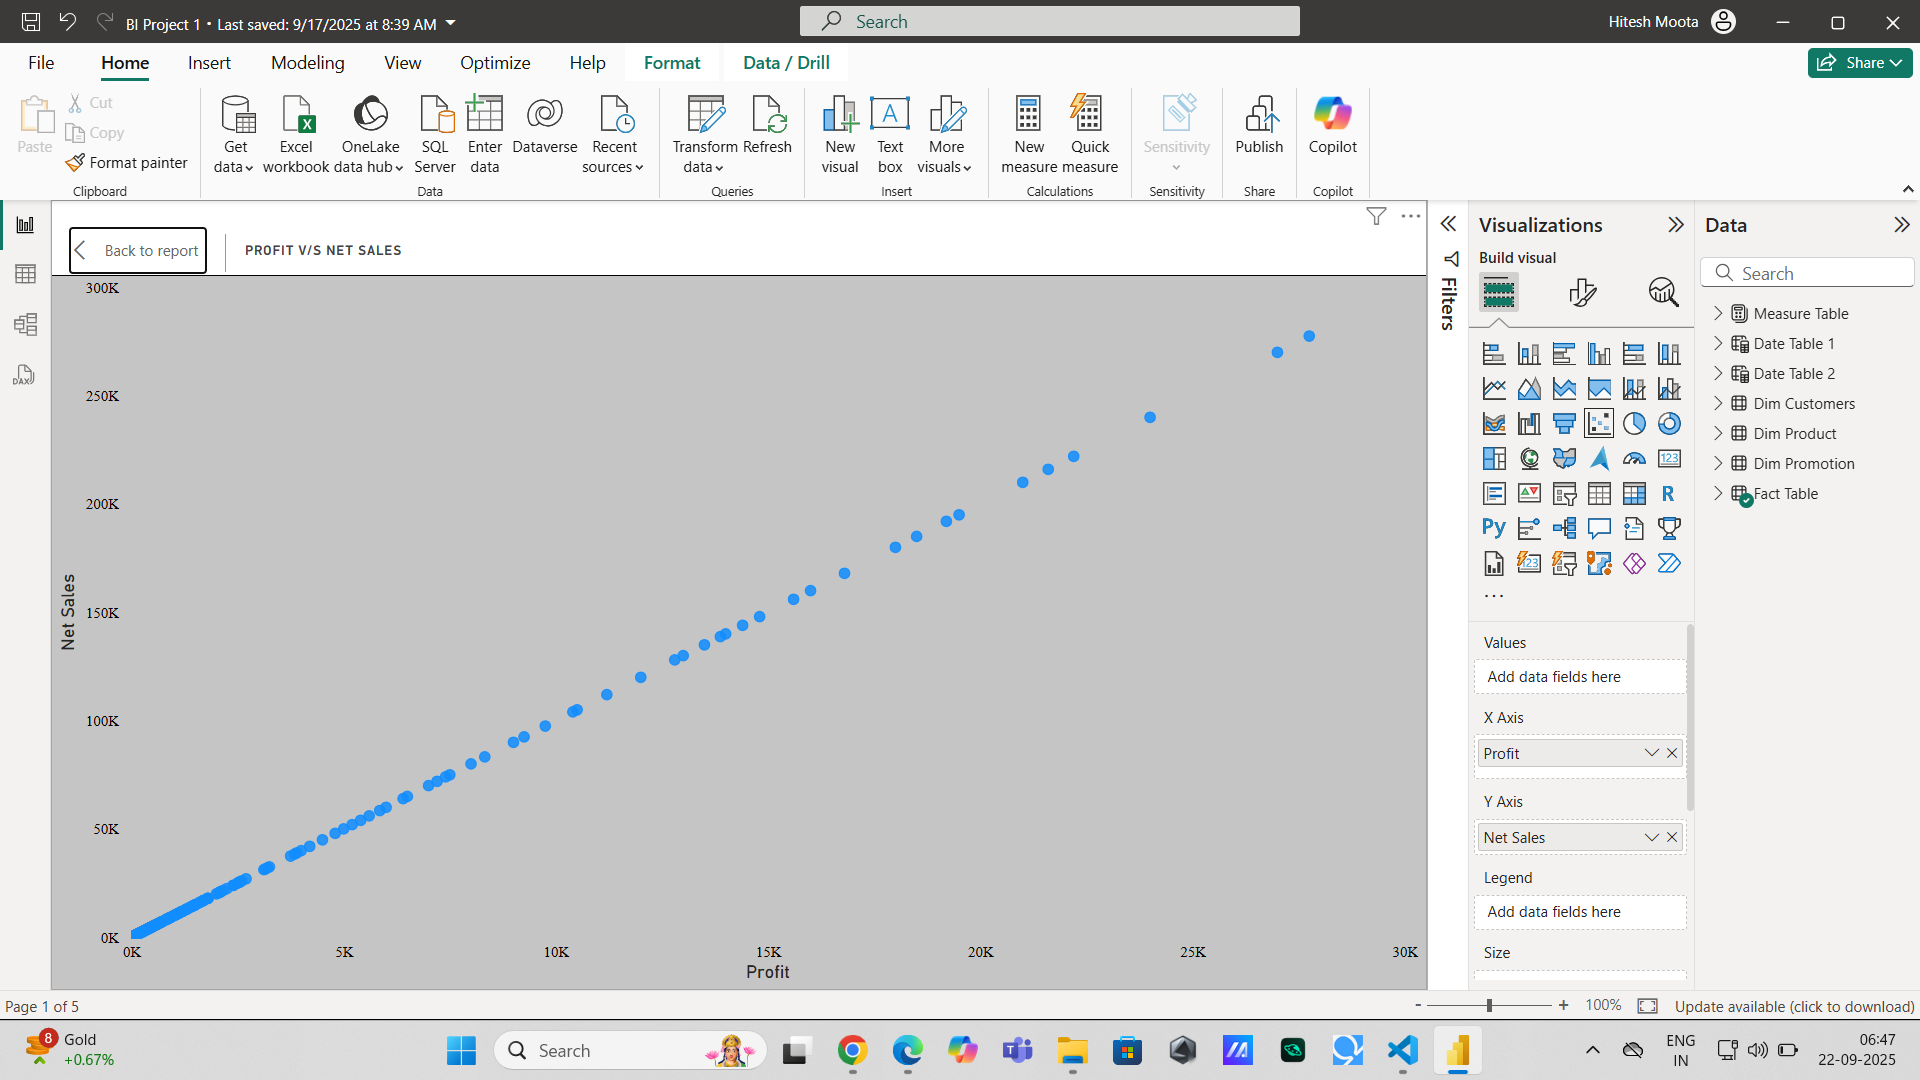 BI Project 1 • Last saved: 9/17/2025 at 8:39 AM
Search
Hitesh Moota
File
Home
Insert
Modeling
View
Optimize
Help
Format
Data / Drill
Share
Paste
Cut
Copy
Format painter
Clipboard
Get data
Excel workbook
OneLake data hub
SQL Server
Enter data
Dataverse
Recent sources
Data
Transform data
Refresh
Queries
New visual
Text box
More visuals
Insert
New measure
Quick measure
Calculations
Sensitivity
Sensitivity
Publish
Share
Copilot
Copilot
Back to report
PROFIT V/S NET SALES
300K
250K
200K
150K
100K
50K
0K
Net Sales
0K
5K
10K
15K
20K
25K
30K
Profit
Filters
Visualizations
Build visual
123
R
Py
123
Values
Add data fields here
X Axis
Profit
Y Axis
Net Sales
Legend
Add data fields here
Size
Data
Search
Measure Table
Date Table 1
Date Table 2
Dim Customers
Dim Product
Dim Promotion
Fact Table
DAX
Page 1 of 5
100%
Update available (click to download)
8
Gold
+0.67%
Search
ENG
IN
06:47
22-09-2025